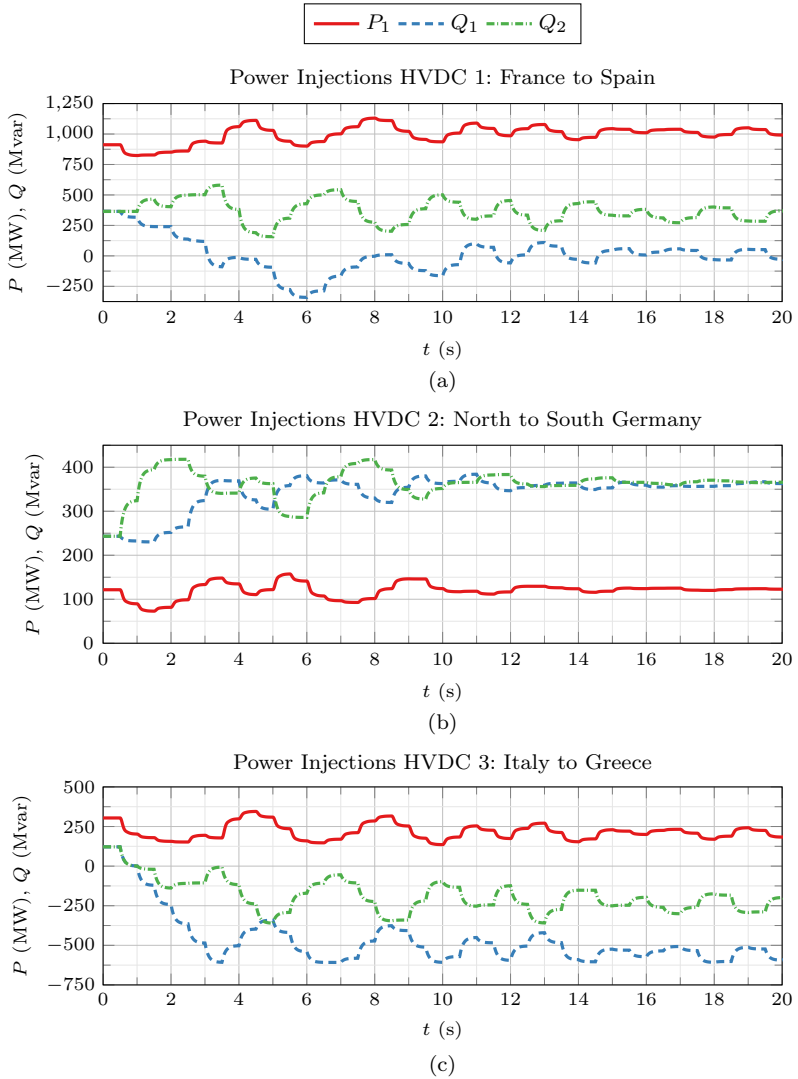 P1 Q1 Q2
Power Injections HVDC 1: France to Spain
P (MW), Q (Mvar)
1,250
1,000
750
500
250
0
−250
0 2 4 6 8 10 12 14 16 18 20
t (s)
(a)
Power Injections HVDC 2: North to South Germany
P (MW), Q (Mvar)
400
300
200
100
0
0 2 4 6 8 10 12 14 16 18 20
t (s)
(b)
Power Injections HVDC 3: Italy to Greece
P (MW), Q (Mvar)
500
250
0
−250
−500
−750
0 2 4 6 8 10 12 14 16 18 20
t (s)
(c)